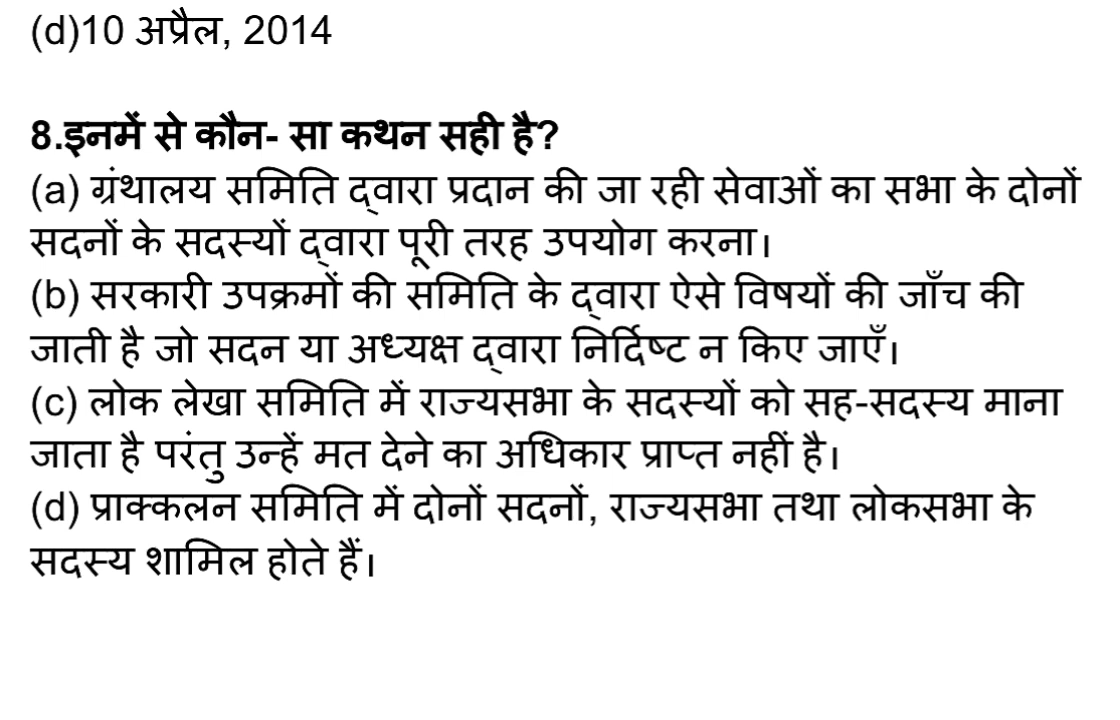 (d)10 अप्रैल, 2014
8.इनमें से कौन- सा कथन सही है?
(a) ग्रंथालय समिति द्वारा प्रदान की जा रही सेवाओं का सभा के दोनों
सदनों के सदस्यों द्वारा पूरी तरह उपयोग करना।
(b) सरकारी उपक्रमों की समिति के द्वारा ऐसे विषयों की जाँच की
जाती है जो सदन या अध्यक्ष द्वारा निर्दिष्ट न किए जाएँ।
(c) लोक लेखा समिति में राज्यसभा के सदस्यों को सह-सदस्य माना
जाता है परंतु उन्हें मत देने का अधिकार प्राप्त नहीं है।
(d) प्राक्कलन समिति में दोनों सदनों, राज्यसभा तथा लोकसभा के
सदस्य शामिल होते हैं।